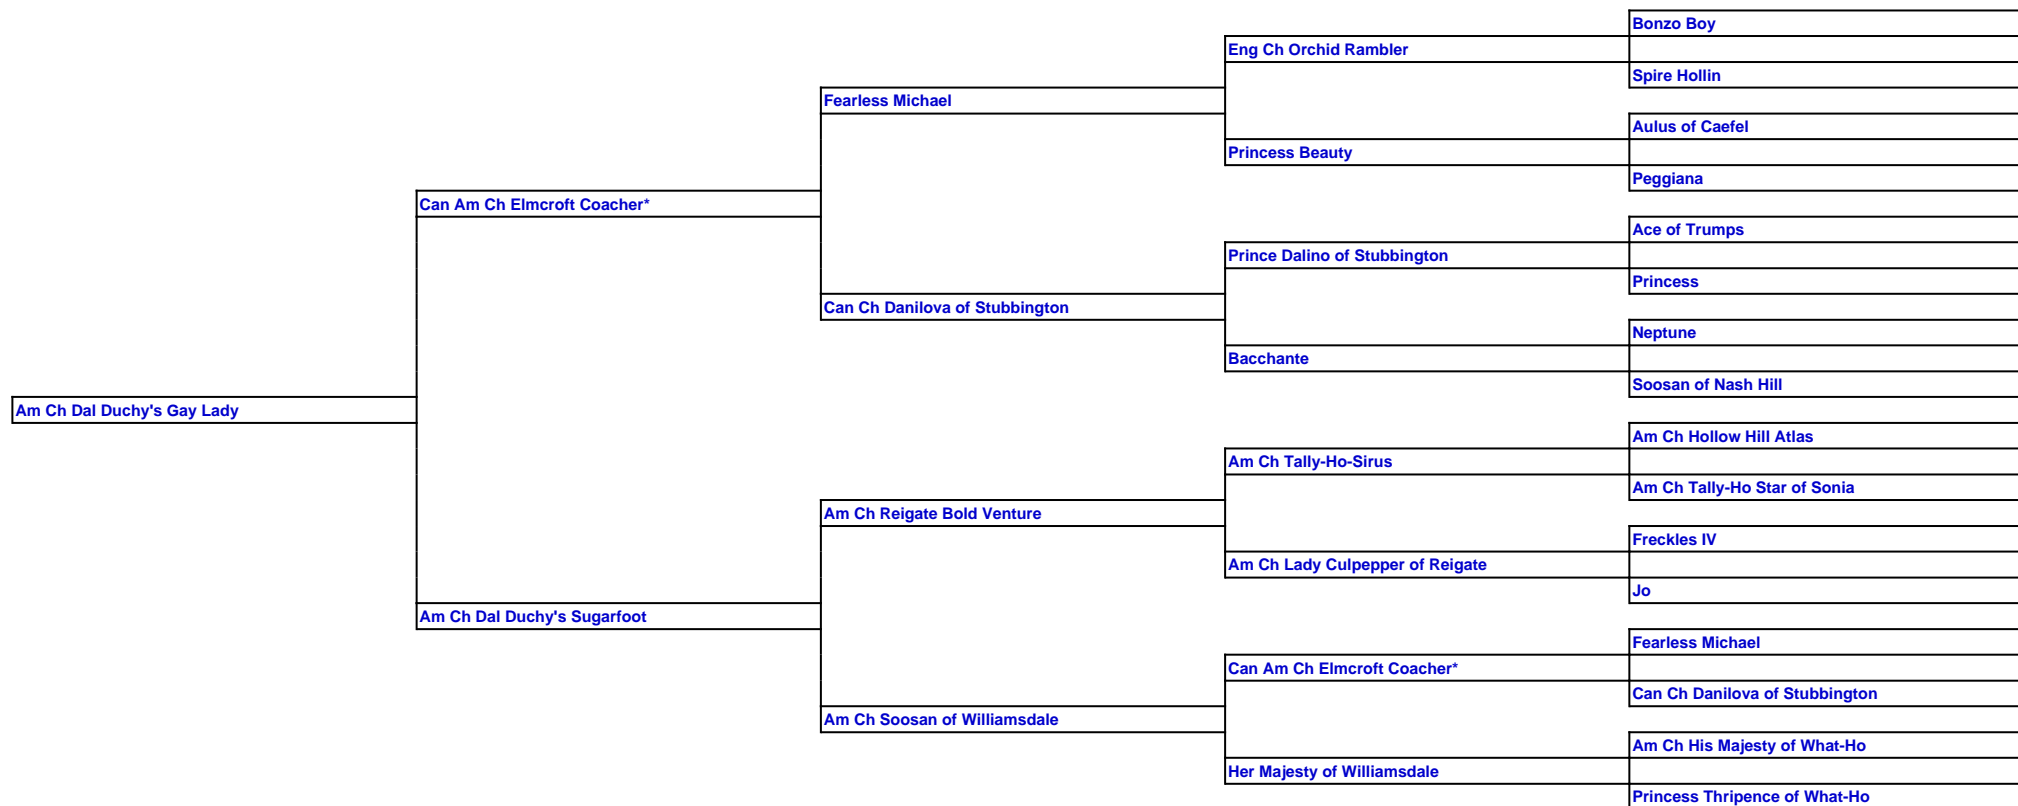 Bonzo Boy
Eng Ch Orchid Rambler
Spire Hollin
Fearless Michael
Aulus of Caefel
Princess Beauty
Peggiana
Can Am Ch Elmcroft Coacher*
Ace of Trumps
Prince Dalino of Stubbington
Princess
Can Ch Danilova of Stubbington
Neptune
Bacchante
Soosan of Nash Hill
Am Ch Dal Duchy's Gay Lady
Am Ch Hollow Hill Atlas
Am Ch Tally-Ho-Sirus
Am Ch Tally-Ho Star of Sonia
Am Ch Reigate Bold Venture
Freckles IV
Am Ch Lady Culpepper of Reigate
Jo
Am Ch Dal Duchy's Sugarfoot
Fearless Michael
Can Am Ch Elmcroft Coacher*
Can Ch Danilova of Stubbington
Am Ch Soosan of Williamsdale
Am Ch His Majesty of What-Ho
Her Majesty of Williamsdale
Princess Thripence of What-Ho